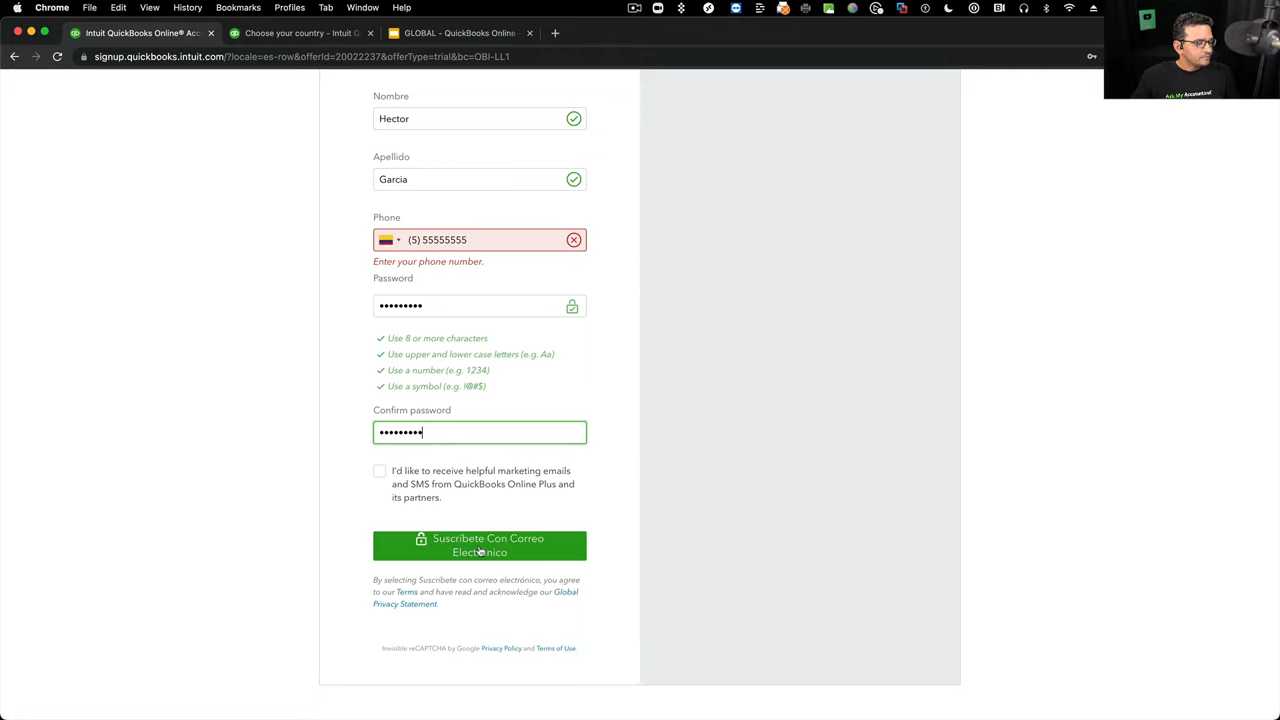 Chrome File Edit View History Bookmarks Profiles Tab Window Help
Intuit QuickBooks Online® Acc
Choose your country - Intuit Q
GLOBAL - QuickBooks Online
signup.quickbooks.intuit.com/?locale=es-row&offerId=20022237&offerType=trial&bc=OBI-LL1
Nombre
Hector
Apellido
Garcia
Phone
(5) 55555555
Enter your phone number.
Password
•••••••••
Use 8 or more characters
Use upper and lower case letters (e.g. Aa)
Use a number (e.g. 1234)
Use a symbol (e.g. !@#$)
Confirm password
•••••••••
I'd like to receive helpful marketing emails
and SMS from QuickBooks Online Plus and
its partners.
Suscríbete Con Correo
Electrónico
By selecting Suscríbete con correo electrónico, you agree
to our Terms and have read and acknowledge our Global
Privacy Statement.
Invisible reCAPTCHA by Google Privacy Policy and Terms of Use.
Ask My Accountant